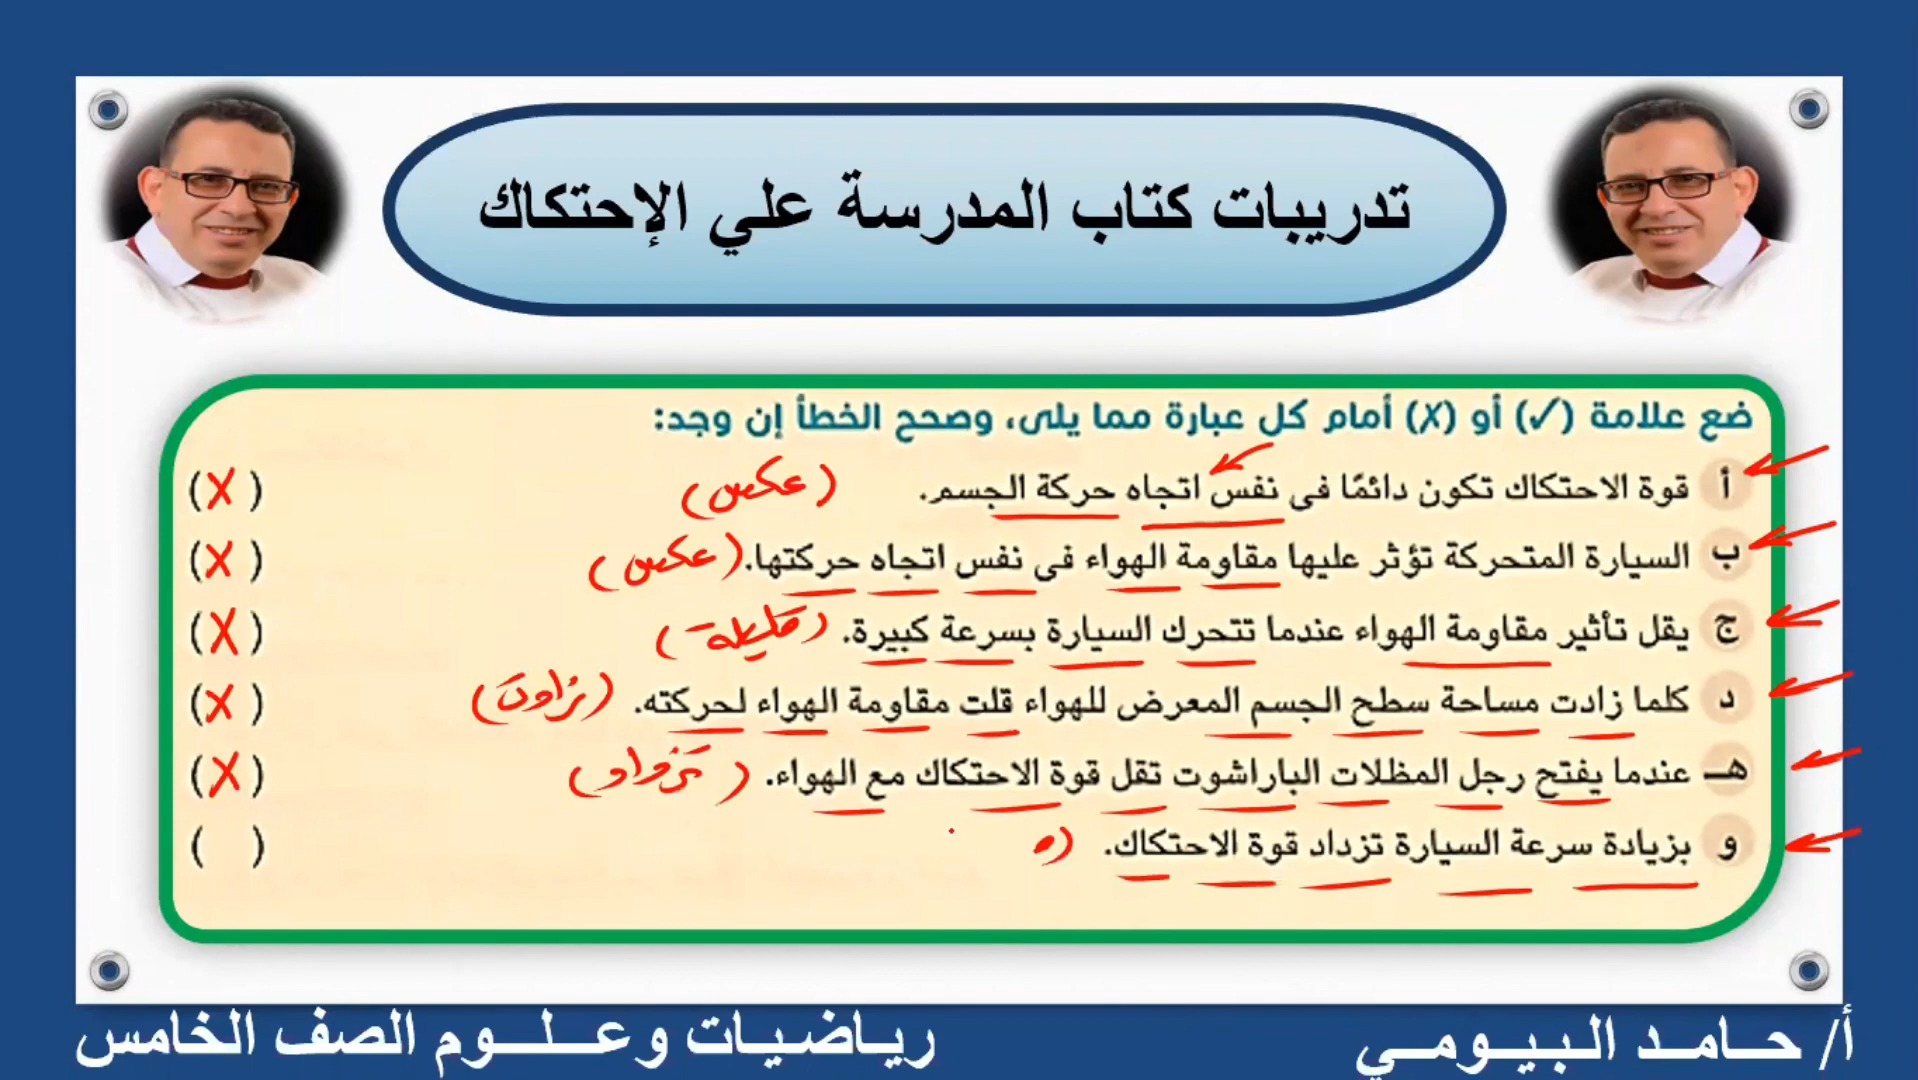 تدريبات كتاب المدرسة علي الإحتكاك
ضع علامة (✓) أو (X) أمام كل عبارة مما يلى، وصحح الخطأ إن وجد:
أ قوة الاحتكاك تكون دائمًا فى نفس اتجاه حركة الجسم. (عكس) (X)
ب السيارة المتحركة تؤثر عليها مقاومة الهواء فى نفس اتجاه حركتها. (عكس) (X)
ج يقل تأثير مقاومة الهواء عندما تتحرك السيارة بسرعة كبيرة. (قليلة) (X)
د كلما زادت مساحة سطح الجسم المعرض للهواء قلت مقاومة الهواء لحركته. (زادت) (X)
هـ عندما يفتح رجل المظلات الباراشوت تقل قوة الاحتكاك مع الهواء. (تزداد) (X)
و بزيادة سرعة السيارة تزداد قوة الاحتكاك. ( )
أ/ حامد البيومي
رياضيات وعلوم الصف الخامس